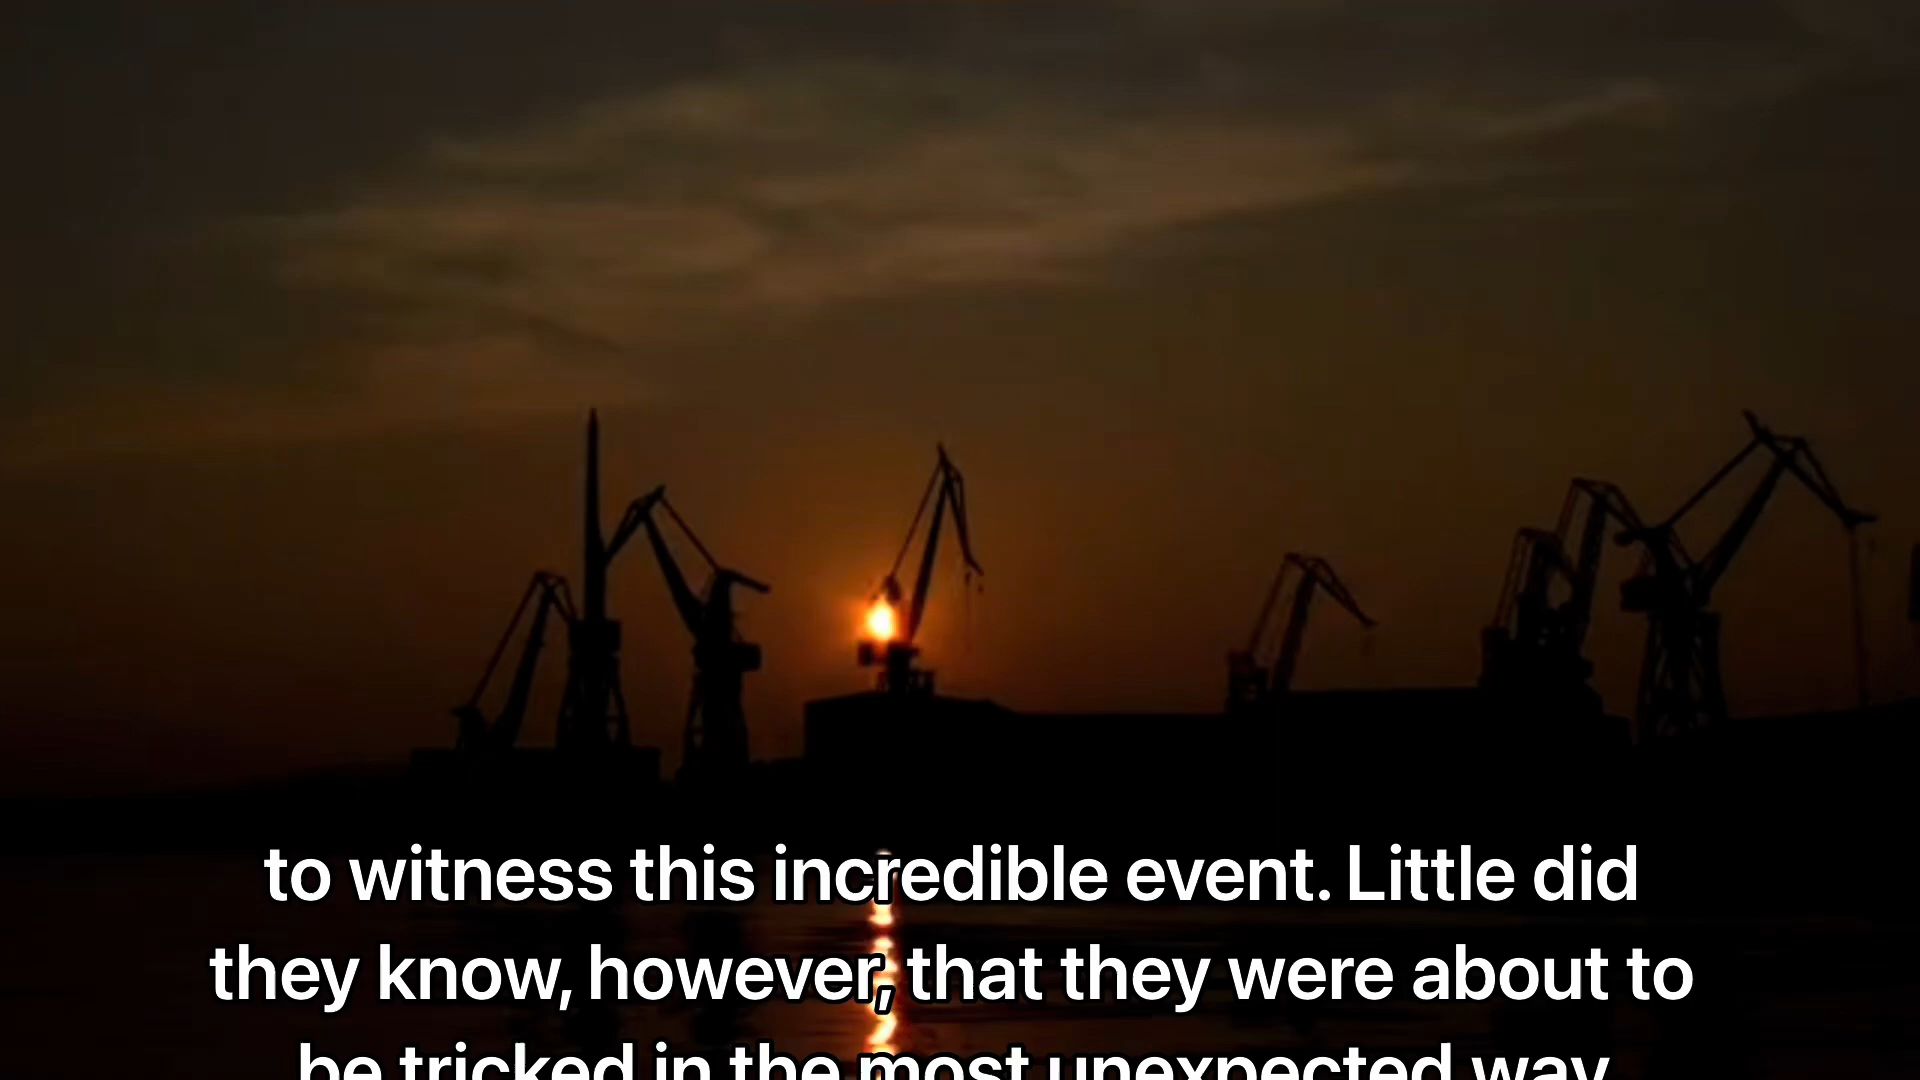 to witness this incredible event. Little did
they know, however, that they were about to
be tricked in the most unexpected way